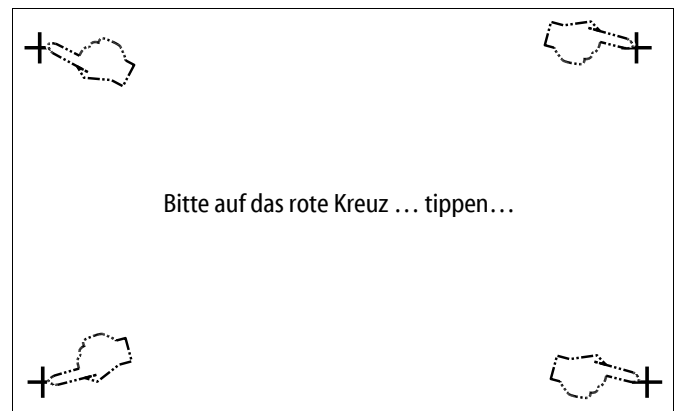 Bitte auf das rote Kreuz … tippen…